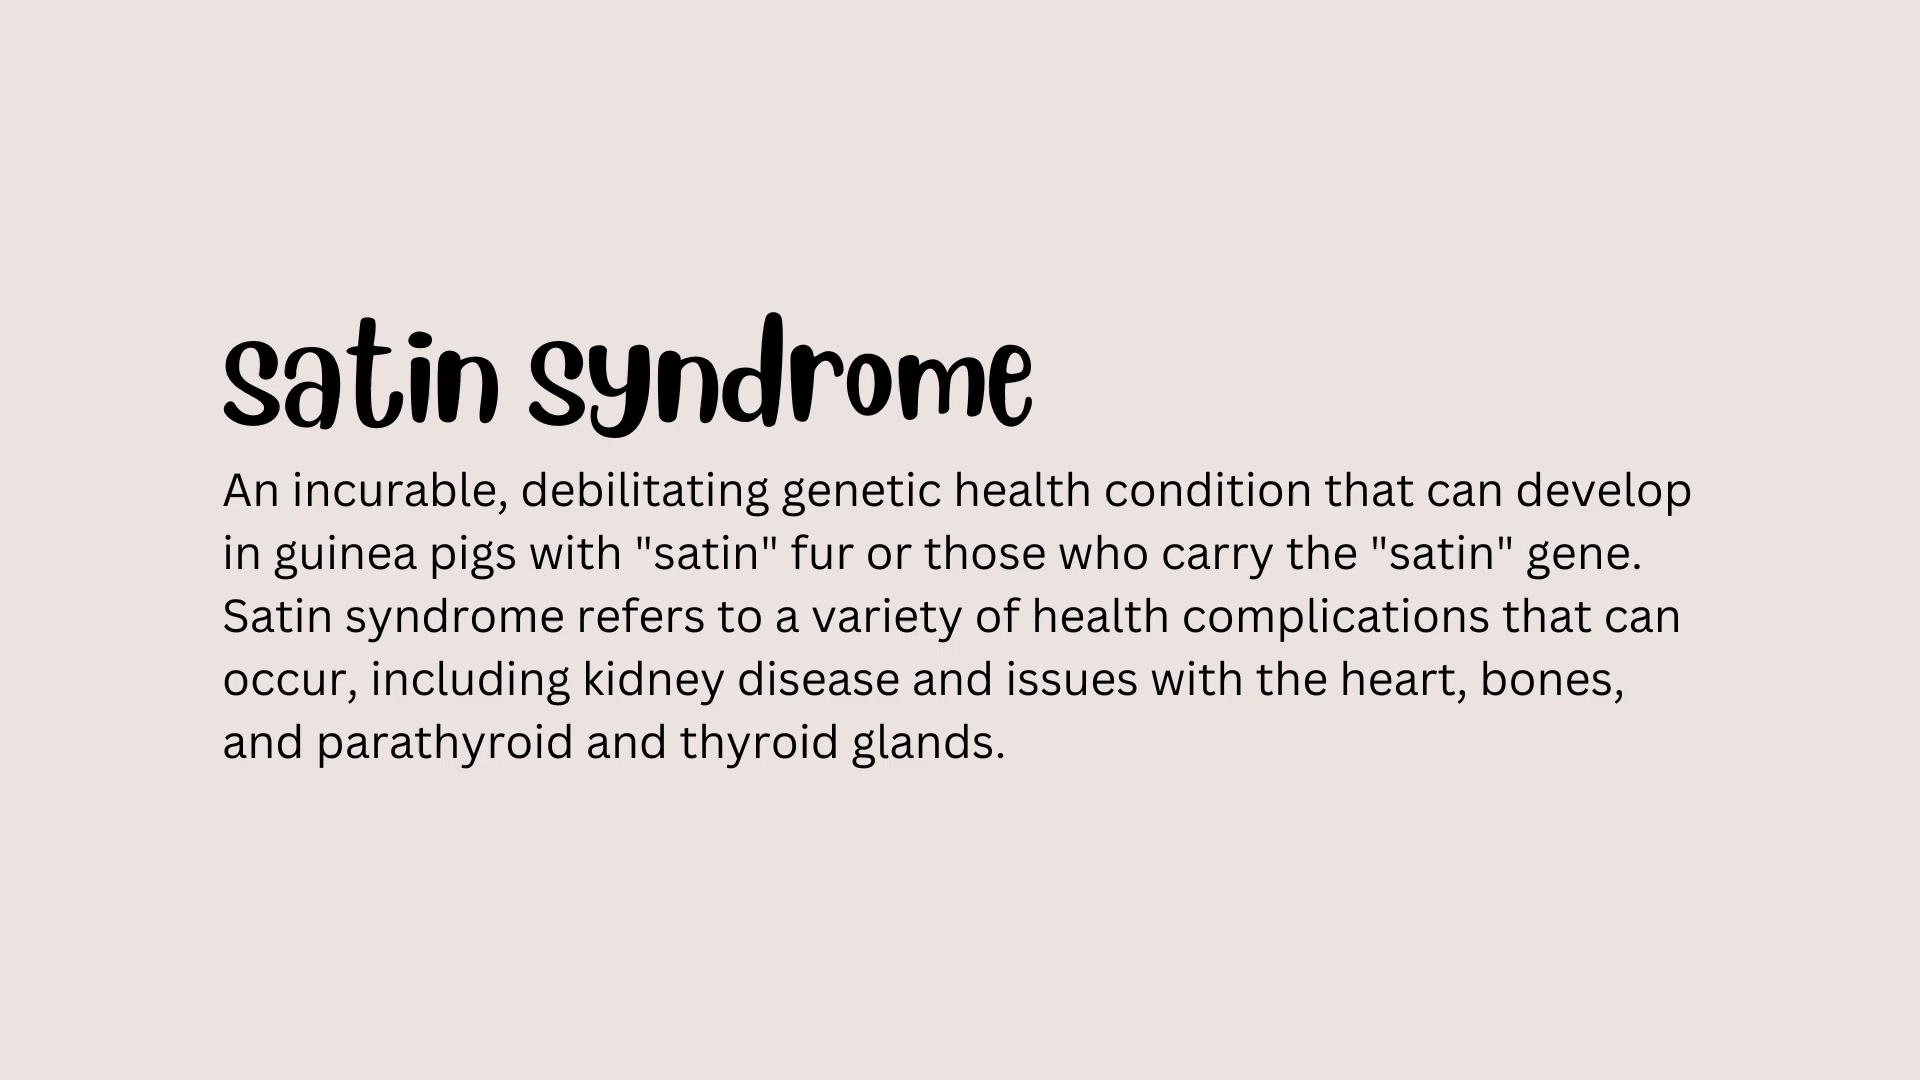 satin syndrome
An incurable, debilitating genetic health condition that can develop
in guinea pigs with "satin" fur or those who carry the "satin" gene.
Satin syndrome refers to a variety of health complications that can
occur, including kidney disease and issues with the heart, bones,
and parathyroid and thyroid glands.